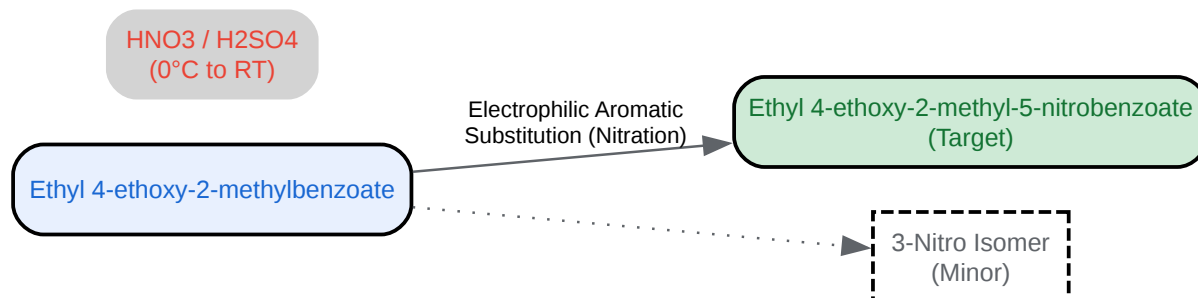 HNO3 / H2SO4
(0°C to RT)
Electrophilic Aromatic
Substitution (Nitration)
Ethyl 4-ethoxy-2-methyl-5-nitrobenzoate
(Target)
Ethyl 4-ethoxy-2-methylbenzoate
3-Nitro Isomer
(Minor)